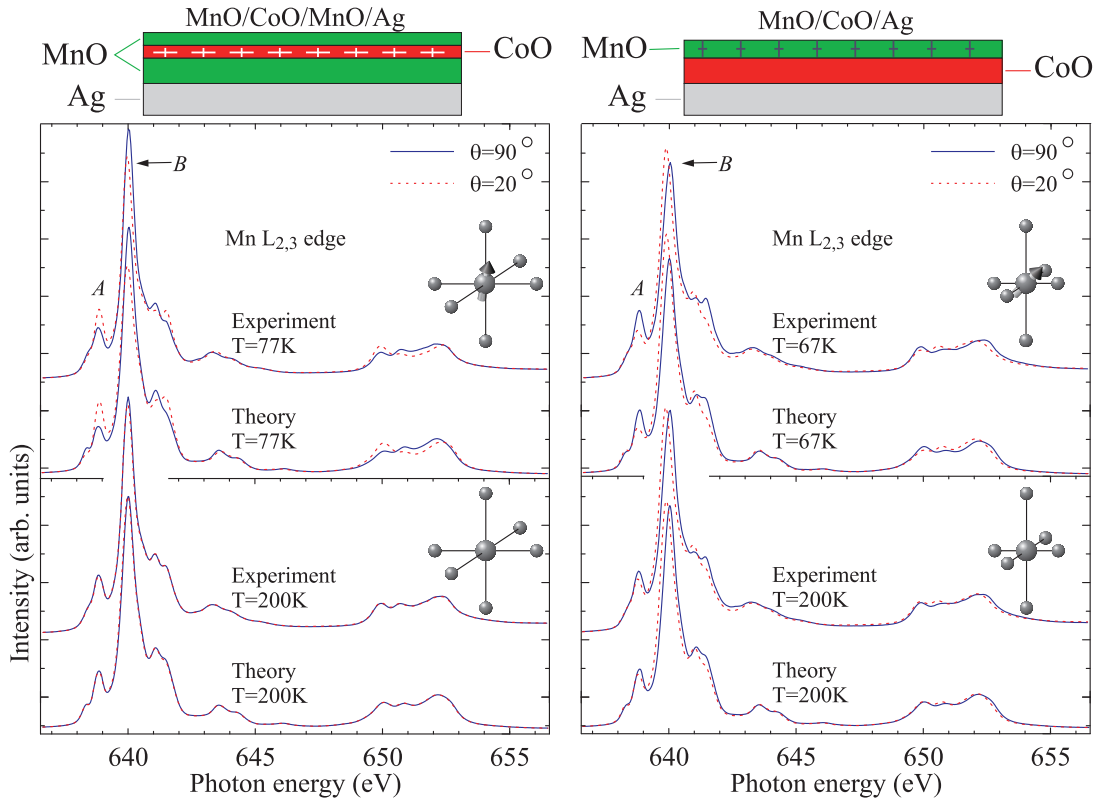 MnO/CoO/MnO/Ag
MnO
CoO
Ag
B
θ=90 °
θ=20 °
Mn L2,3 edge
A
Experiment
T=77K
Theory
T=77K
Experiment
T=200K
Theory
T=200K
640 645 650 655
Photon energy (eV)
Intensity (arb. units)
MnO/CoO/Ag
MnO
CoO
Ag
B
θ=90 °
θ=20 °
Mn L2,3 edge
A
Experiment
T=67K
Theory
T=67K
Experiment
T=200K
Theory
T=200K
640 645 650 655
Photon energy (eV)